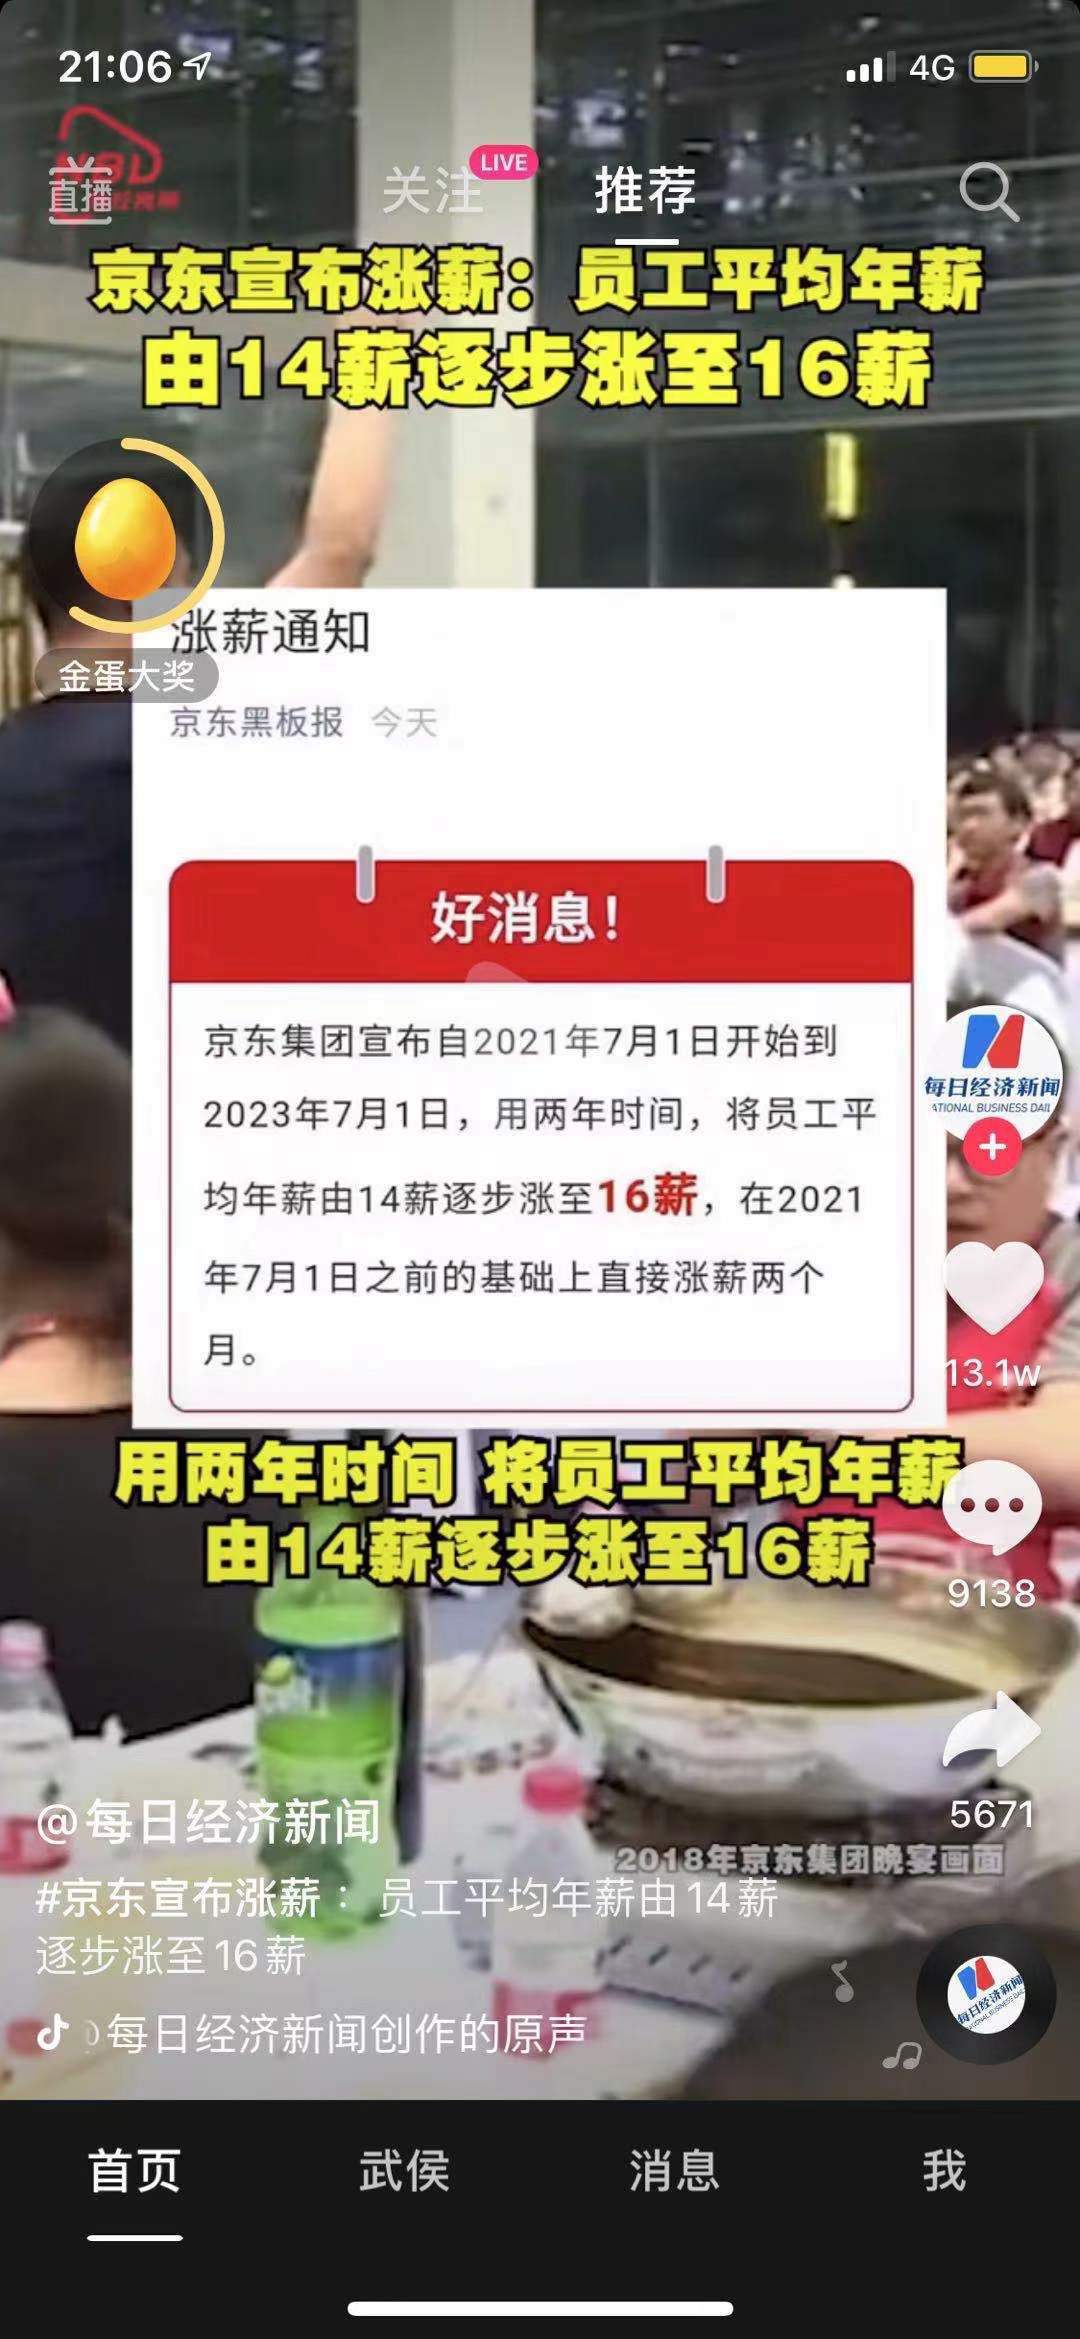 21:06
4G
直播
关注
LIVE
推荐
京东宣布涨薪：员工平均年薪
由14薪逐步涨至16薪
金蛋大奖
涨薪通知
京东黑板报 今天
好消息！
京东集团宣布自2021年7月1日开始到
2023年7月1日，用两年时间，将员工平
均年薪由14薪逐步涨至16薪，在2021
年7月1日之前的基础上直接涨薪两个
月。
每日经济新闻
ATIONAL BUSINESS DAIL
13.1w
用两年时间 将员工平均年薪
由14薪逐步涨至16薪
9138
5671
@每日经济新闻
2018年京东集团晚宴画面
#京东宣布涨薪：员工平均年薪由14薪
逐步涨至16薪
每日经济新闻创作的原声
每日经济新闻
首页
武侯
消息
我